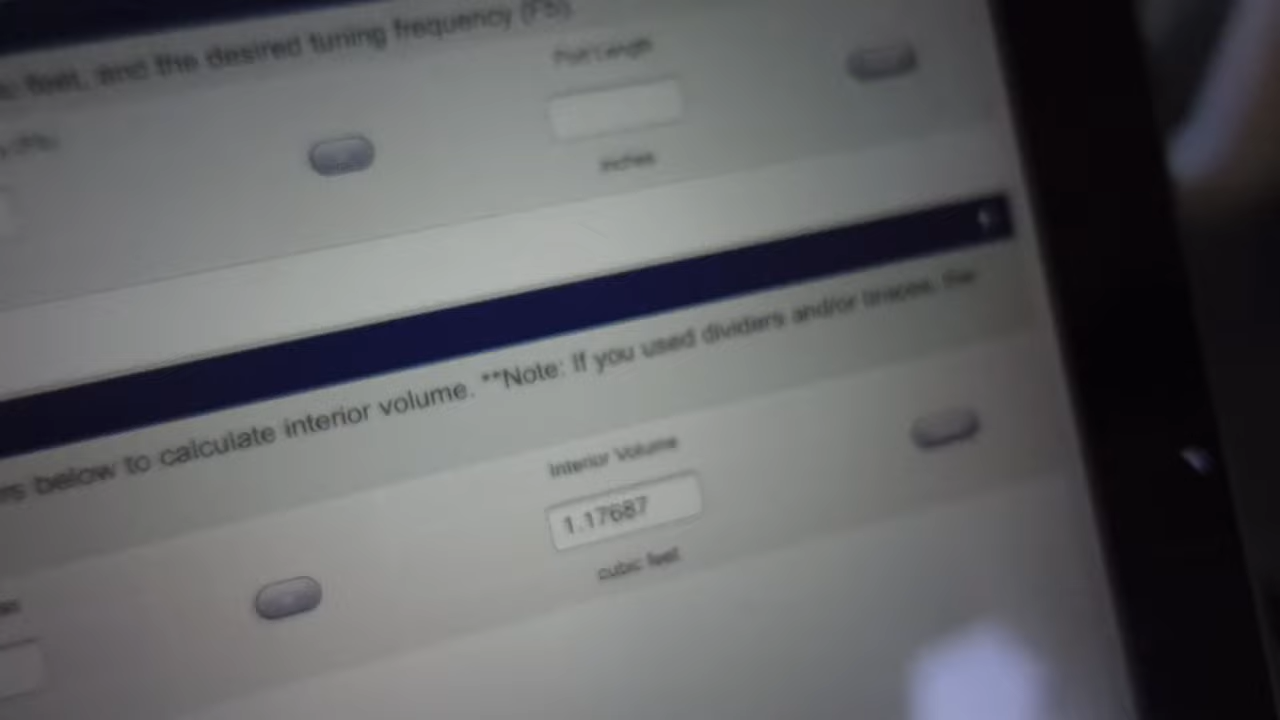 feet, and the desired tuning frequency (Fb).
Port Length
inches
below to calculate interior volume. **Note: If you used dividers and/or braces, the
Interior Volume
1.17687
cubic feet